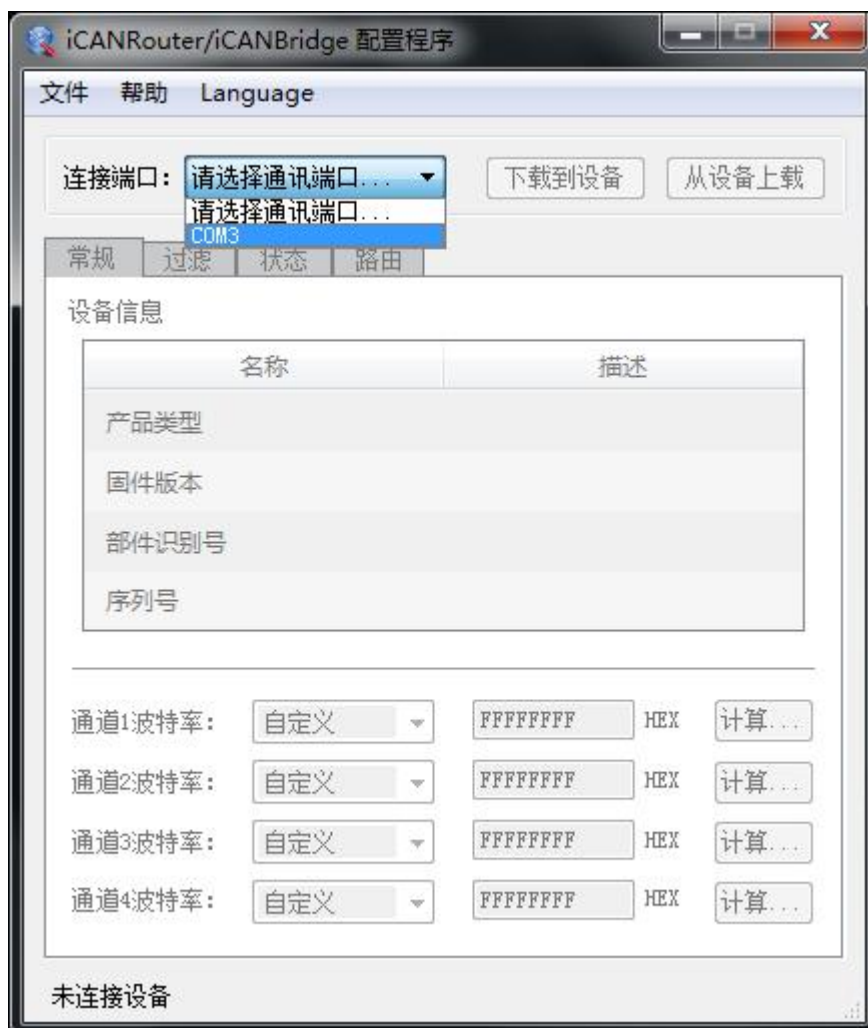 iCANRouter/iCANBridge 配置程序
文件 帮助 Language
连接端口: 请选择通讯端口... 下载到设备 从设备上载
请选择通讯端口...
COM3
常规 过滤 状态 路由
设备信息
名称 描述
产品类型
固件版本
部件识别号
序列号
通道1波特率: 自定义 FFFFFFFF HEX 计算...
通道2波特率: 自定义 FFFFFFFF HEX 计算...
通道3波特率: 自定义 FFFFFFFF HEX 计算...
通道4波特率: 自定义 FFFFFFFF HEX 计算...
未连接设备